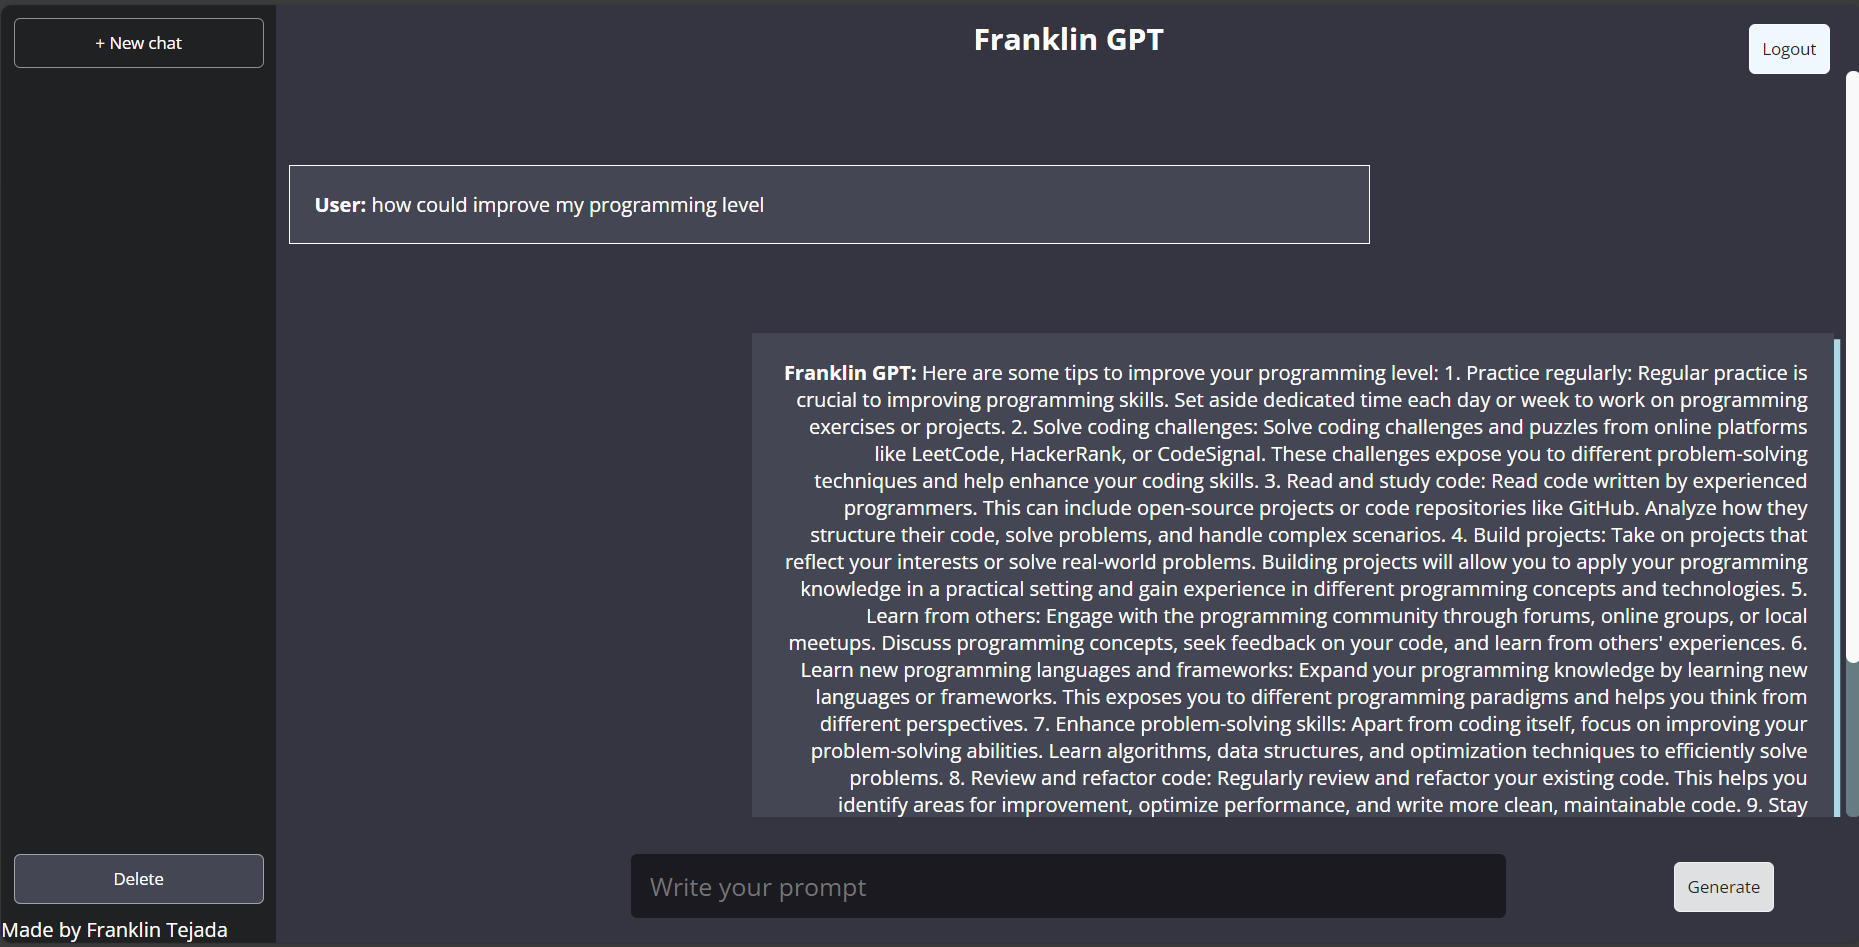 + New chat
Franklin GPT
Logout
User: how could improve my programming level
Franklin GPT: Here are some tips to improve your programming level: 1. Practice regularly: Regular practice is
crucial to improving programming skills. Set aside dedicated time each day or week to work on programming
exercises or projects. 2. Solve coding challenges: Solve coding challenges and puzzles from online platforms
like LeetCode, HackerRank, or CodeSignal. These challenges expose you to different problem-solving
techniques and help enhance your coding skills. 3. Read and study code: Read code written by experienced
programmers. This can include open-source projects or code repositories like GitHub. Analyze how they
structure their code, solve problems, and handle complex scenarios. 4. Build projects: Take on projects that
reflect your interests or solve real-world problems. Building projects will allow you to apply your programming
knowledge in a practical setting and gain experience in different programming concepts and technologies. 5.
Learn from others: Engage with the programming community through forums, online groups, or local
meetups. Discuss programming concepts, seek feedback on your code, and learn from others' experiences. 6.
Learn new programming languages and frameworks: Expand your programming knowledge by learning new
languages or frameworks. This exposes you to different programming paradigms and helps you think from
different perspectives. 7. Enhance problem-solving skills: Apart from coding itself, focus on improving your
problem-solving abilities. Learn algorithms, data structures, and optimization techniques to efficiently solve
problems. 8. Review and refactor code: Regularly review and refactor your existing code. This helps you
identify areas for improvement, optimize performance, and write more clean, maintainable code. 9. Stay
Write your prompt
Generate
Delete
Made by Franklin Tejada